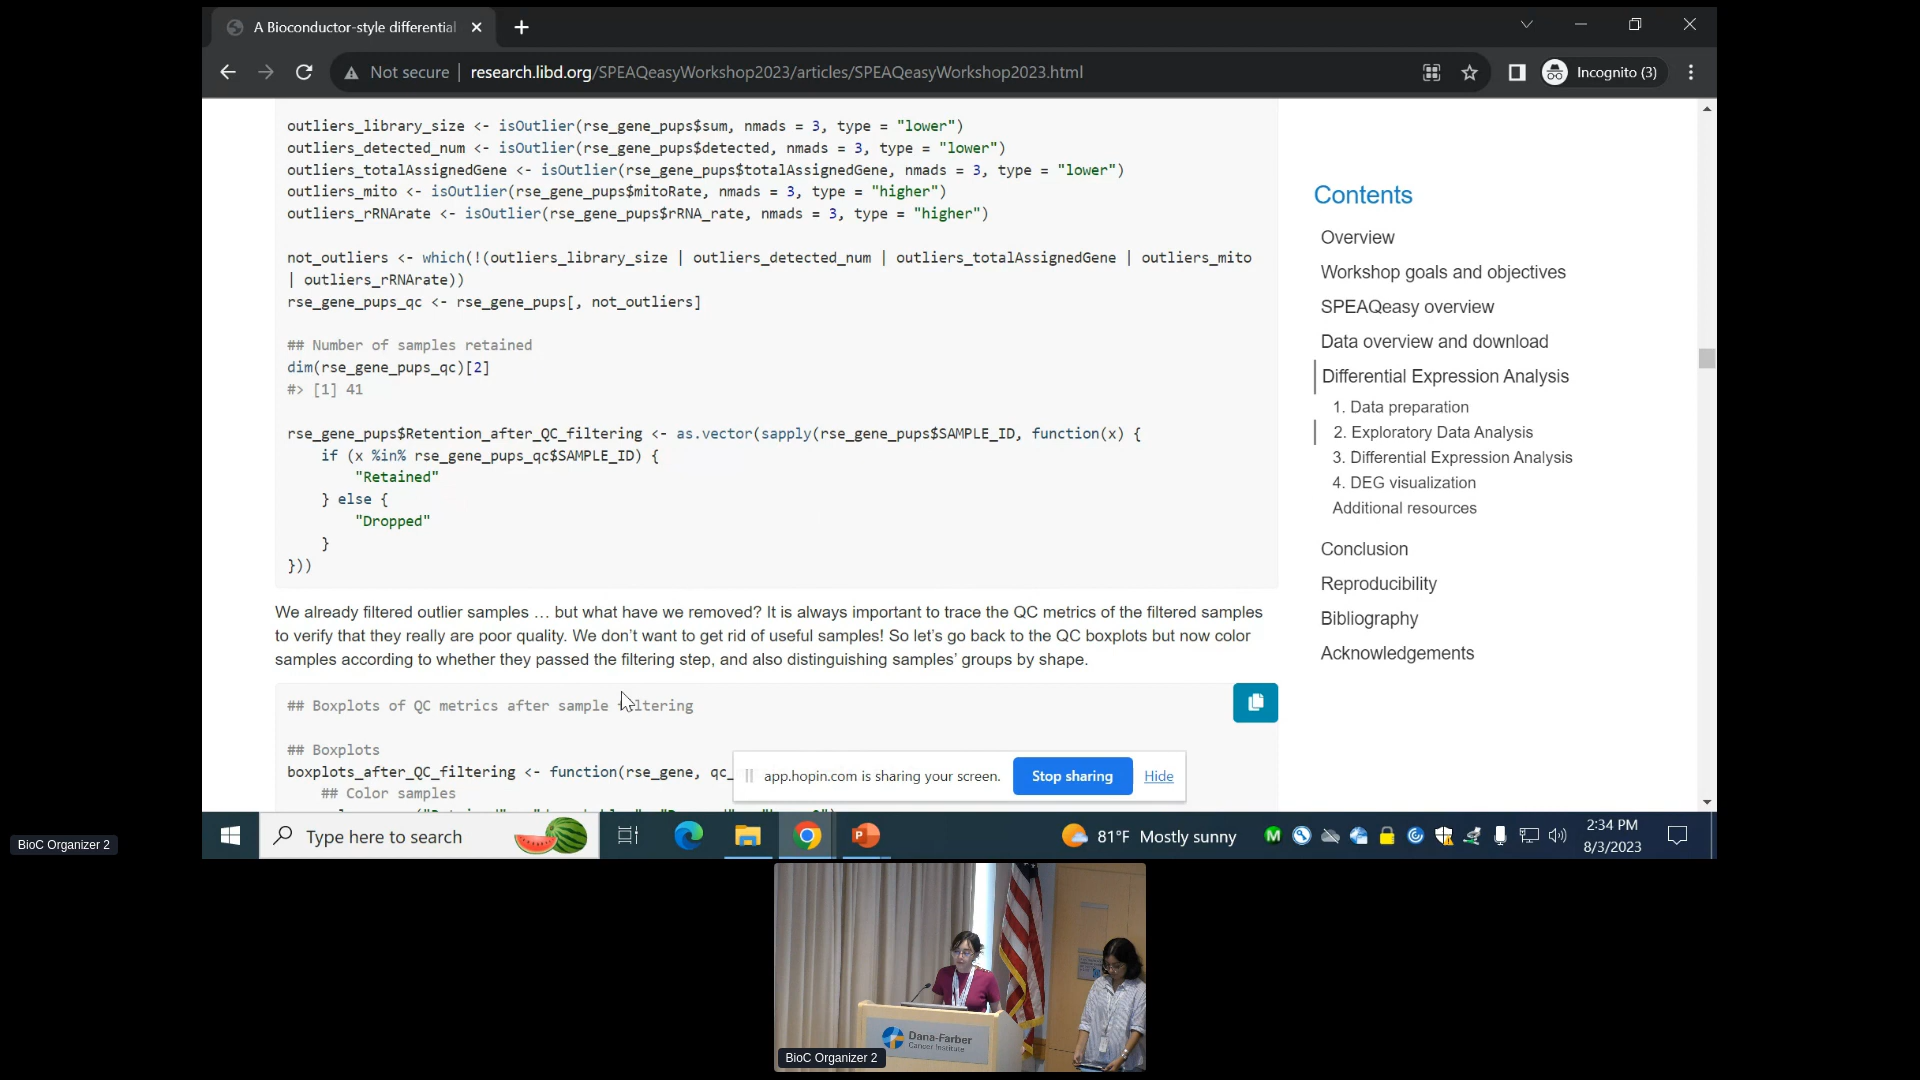 A Bioconductor-style differential
Not secure
research.libd.org/SPEAQeasyWorkshop2023/articles/SPEAQeasyWorkshop2023.html
Incognito (3)
outliers_library_size <- isOutlier(rse_gene_pups$sum, nmads = 3, type = "lower")
outliers_detected_num <- isOutlier(rse_gene_pups$detected, nmads = 3, type = "lower")
outliers_totalAssignedGene <- isOutlier(rse_gene_pups$totalAssignedGene, nmads = 3, type = "lower")
outliers_mito <- isOutlier(rse_gene_pups$mitoRate, nmads = 3, type = "higher")
outliers_rRNArate <- isOutlier(rse_gene_pups$rRNA_rate, nmads = 3, type = "higher")
not_outliers <- which(!(outliers_library_size | outliers_detected_num | outliers_totalAssignedGene | outliers_mito
| outliers_rRNArate))
rse_gene_pups_qc <- rse_gene_pups[, not_outliers]
## Number of samples retained
dim(rse_gene_pups_qc)[2]
#> [1] 41
rse_gene_pups$Retention_after_QC_filtering <- as.vector(sapply(rse_gene_pups$SAMPLE_ID, function(x) {
if (x %in% rse_gene_pups_qc$SAMPLE_ID) {
"Retained"
} else {
"Dropped"
}
}))
We already filtered outlier samples … but what have we removed? It is always important to trace the QC metrics of the filtered samples
to verify that they really are poor quality. We don't want to get rid of useful samples! So let's go back to the QC boxplots but now color
samples according to whether they passed the filtering step, and also distinguishing samples' groups by shape.
## Boxplots of QC metrics after sample filtering
## Boxplots
boxplots_after_QC_filtering <- function(rse_gene, qc_
## Color samples
Contents
Overview
Workshop goals and objectives
SPEAQeasy overview
Data overview and download
Differential Expression Analysis
1. Data preparation
2. Exploratory Data Analysis
3. Differential Expression Analysis
4. DEG visualization
Additional resources
Conclusion
Reproducibility
Bibliography
Acknowledgements
app.hopin.com is sharing your screen.
Stop sharing
Hide
Type here to search
81°F Mostly sunny
2:34 PM
8/3/2023
BioC Organizer 2
Dana-Farber
Cancer Institute
BioC Organizer 2